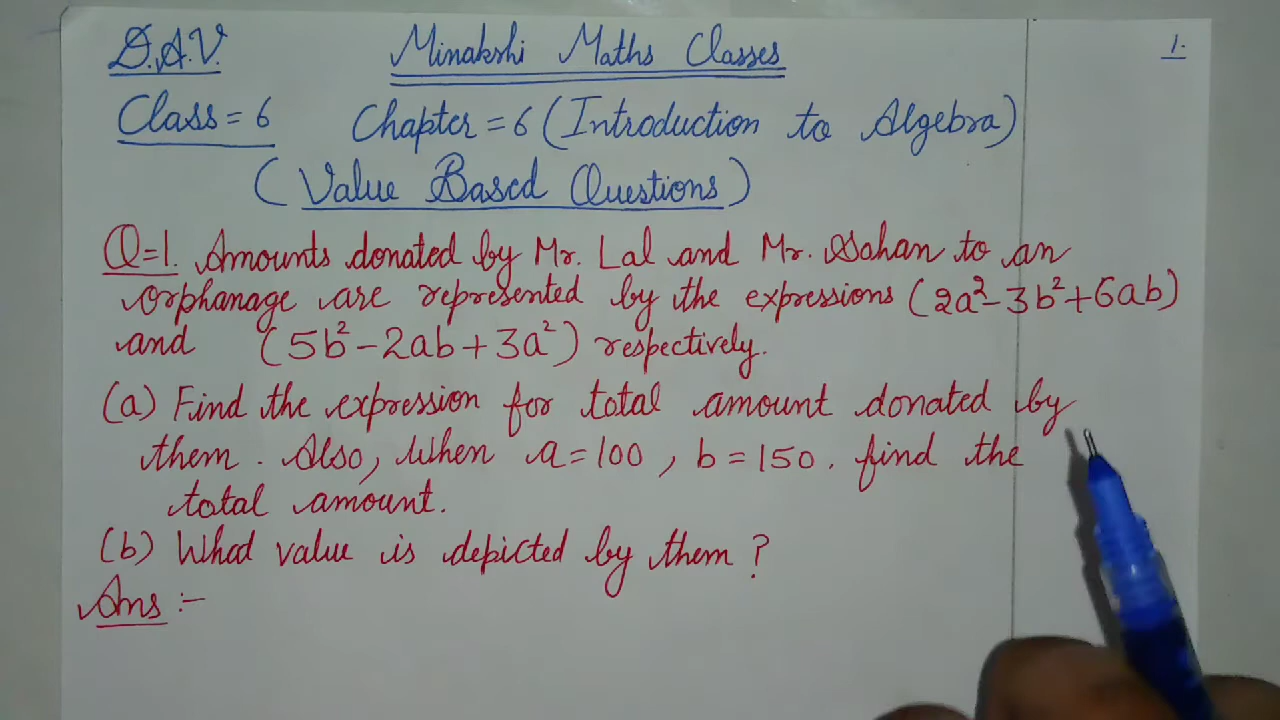 D.A.V. Minakshi Maths Classes 1.
Class = 6 Chapter = 6 (Introduction to Algebra)
(Value Based Questions)
Q=1. Amounts donated by Mr. Lal and Mr. Sahan to an
orphanage are represented by the expressions (2a²-3b²+6ab)
and (5b²-2ab+3a²) respectively.
(a) Find the expression for total amount donated by
them. Also, when a=100, b=150. find the
total amount.
(b) What value is depicted by them?
Ans :-